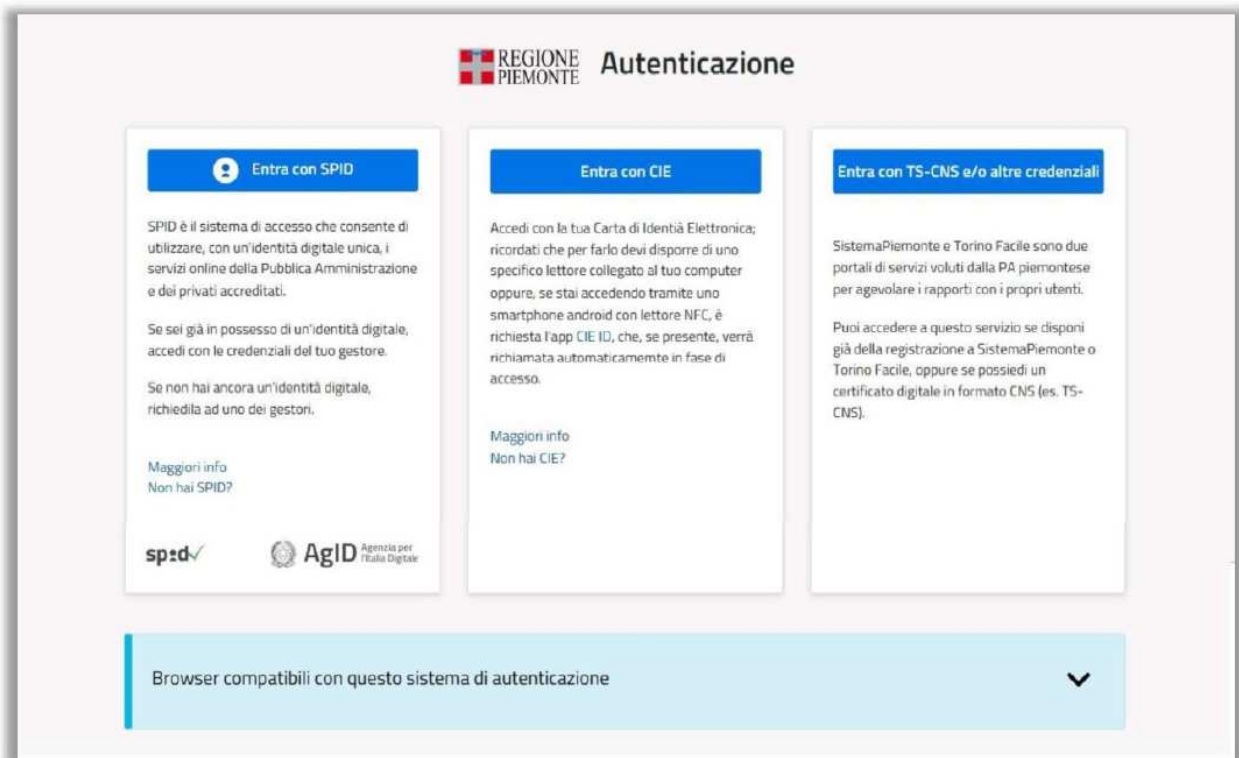 REGIONE
PIEMONTE
Autenticazione
Entra con SPID
SPID è il sistema di accesso che consente di
utilizzare, con un'identità digitale unica, i
servizi online della Pubblica Amministrazione
e dei privati accreditati.
Se sei già in possesso di un'identità digitale,
accedi con le credenziali del tuo gestore.
Se non hai ancora un'identità digitale,
richiedila ad uno dei gestori.
Maggiori info
Non hai SPID?
spid
AgID
Agenzia per
l'Italia Digitale
Entra con CIE
Accedi con la tua Carta di Identià Elettronica;
ricordati che per farlo devi disporre di uno
specifico lettore collegato al tuo computer
oppure, se stai accedendo tramite uno
smartphone android con lettore NFC, è
richiesta l'app CIE ID, che, se presente, verrà
richiamata automaticamemte in fase di
accesso.
Maggiori info
Non hai CIE?
Entra con TS-CNS e/o altre credenziali
SistemaPiemonte e Torino Facile sono due
portali di servizi voluti dalla PA piemontese
per agevolare i rapporti con i propri utenti.
Puoi accedere a questo servizio se disponi
già della registrazione a SistemaPiemonte o
Torino Facile, oppure se possiedi un
certificato digitale in formato CNS (es. TS-
CNS).
Browser compatibili con questo sistema di autenticazione